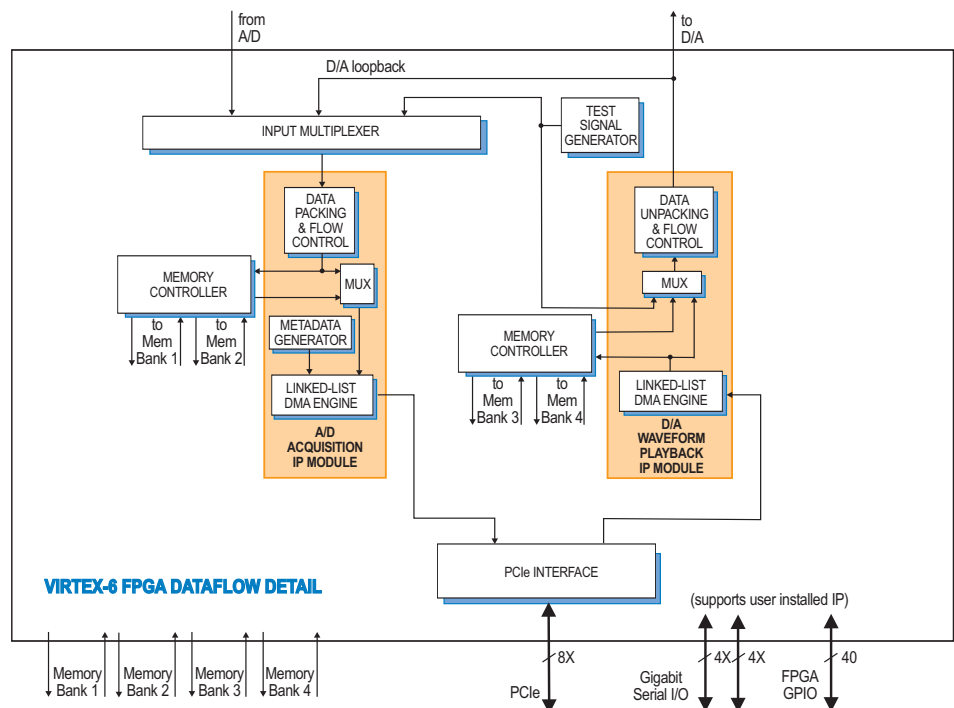 from
A/D
to
D/A
D/A loopback
INPUT MULTIPLEXER
TEST
SIGNAL
GENERATOR
DATA
PACKING
& FLOW
CONTROL
DATA
UNPACKING
& FLOW
CONTROL
MEMORY
CONTROLLER
MUX
MUX
to
Mem
Bank 1
to
Mem
Bank 2
METADATA
GENERATOR
MEMORY
CONTROLLER
LINKED-LIST
DMA ENGINE
LINKED-LIST
DMA ENGINE
to
Mem
Bank 3
to
Mem
Bank 4
A/D
ACQUISITION
IP MODULE
D/A
WAVEFORM
PLAYBACK
IP MODULE
PCIe INTERFACE
VIRTEX-6 FPGA DATAFLOW DETAIL
(supports user installed IP)
Memory
Bank 1
Memory
Bank 2
Memory
Bank 3
Memory
Bank 4
8X
PCIe
4X
4X
Gigabit
Serial I/O
40
FPGA
GPIO